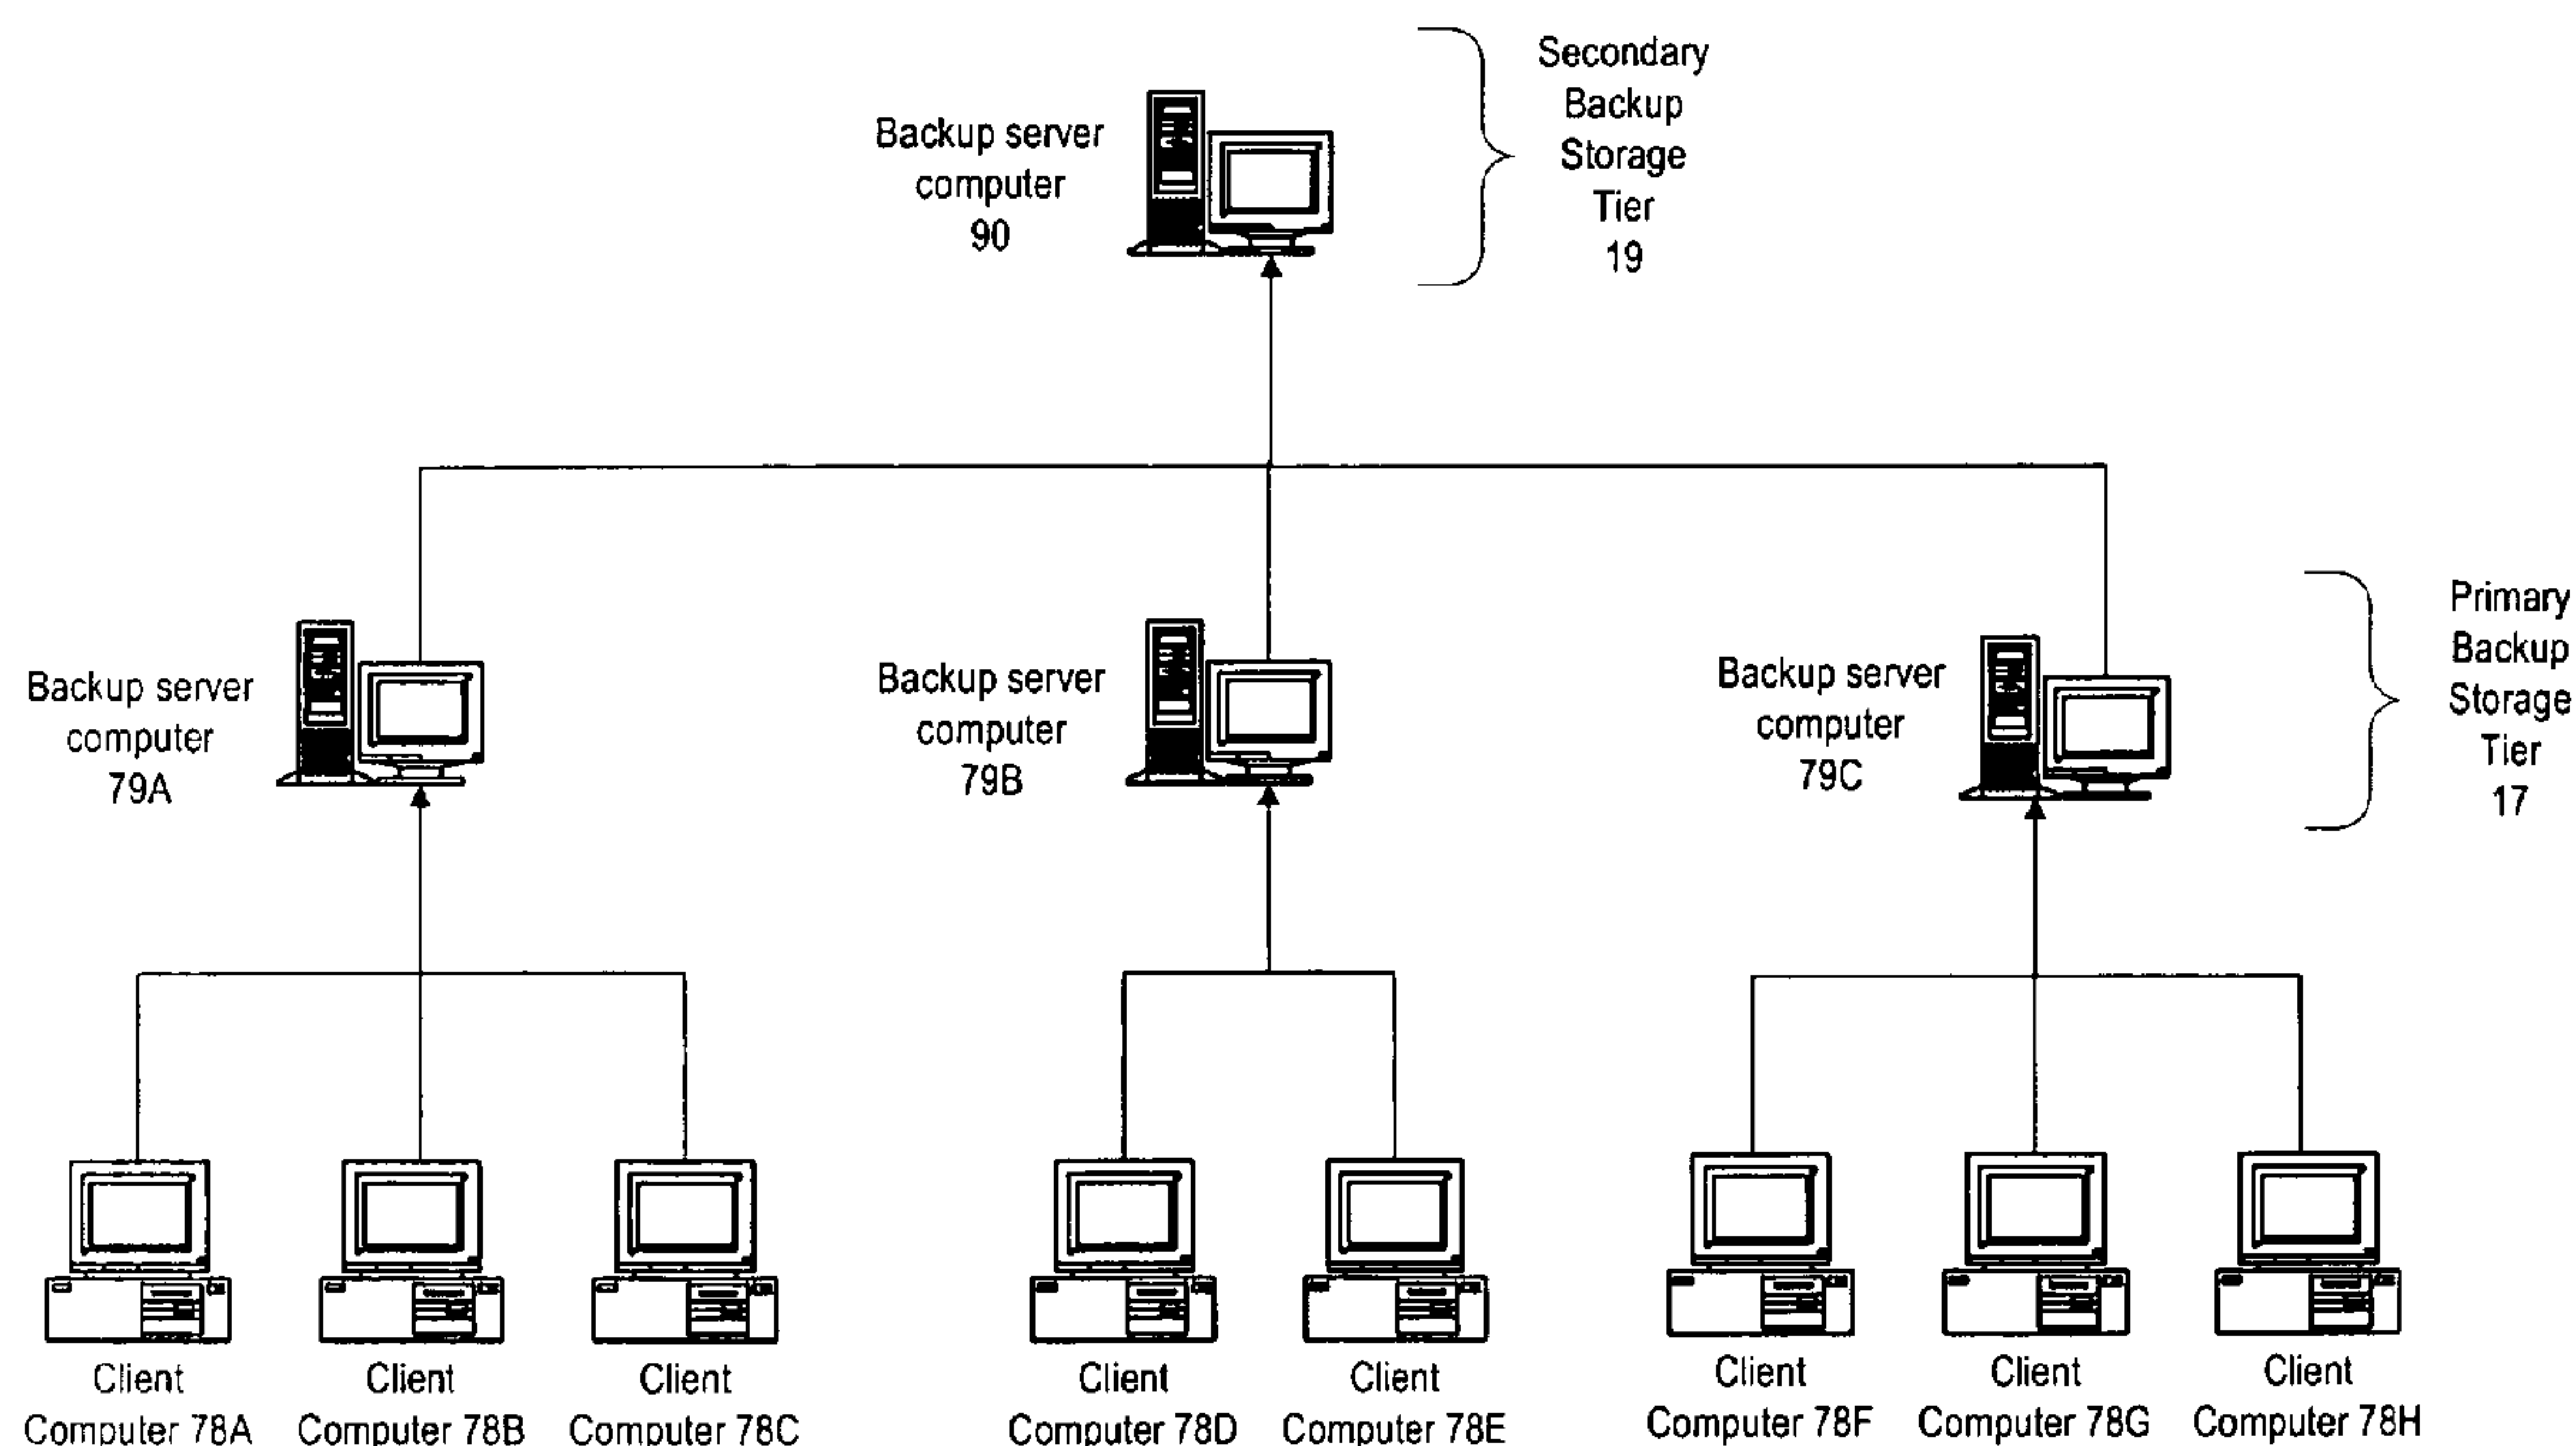 Secondary
Backup
Storage
Tier
19
Backup server
computer
90
Backup server
computer
79A
Backup server
computer
79B
Backup server
computer
79C
Primary
Backup
Storage
Tier
17
Client
Computer 78A
Client
Computer 78B
Client
Computer 78C
Client
Computer 78D
Client
Computer 78E
Client
Computer 78F
Client
Computer 78G
Client
Computer 78H